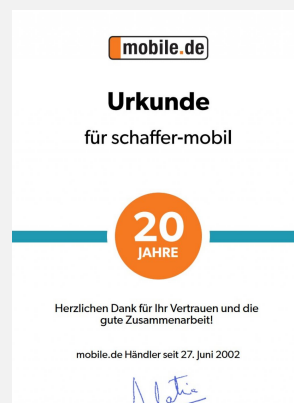 mobile.de
Urkunde
für schaffer-mobil
20
JAHRE
Herzlichen Dank für Ihr Vertrauen und die
gute Zusammenarbeit!
mobile.de Händler seit 27. Juni 2002